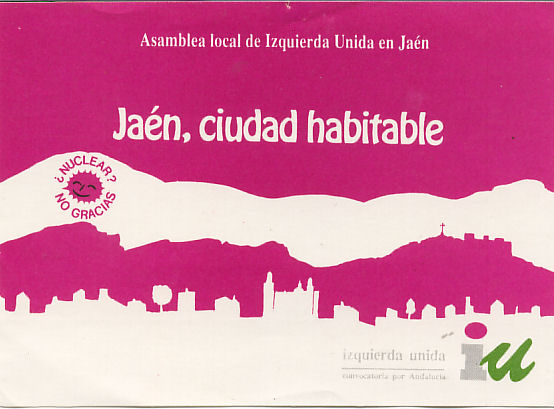 Asamblea local de Izquierda Unida en Jaén
Jaén, ciudad habitable
¿NUCLEAR?
NO GRACIAS
izquierda unida
convocatoria por Andalucía
iu